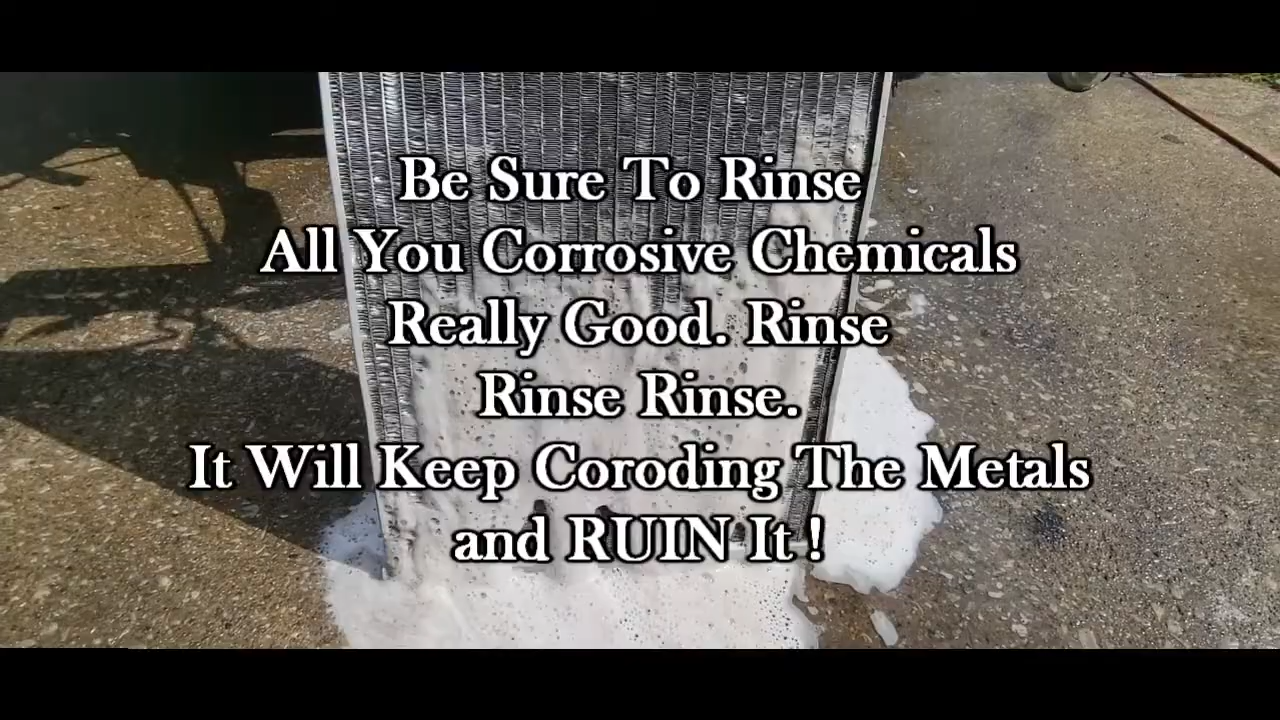 Be Sure To Rinse
All You Corrosive Chemicals
Really Good. Rinse
Rinse Rinse.
It Will Keep Coroding The Metals
and RUIN It !